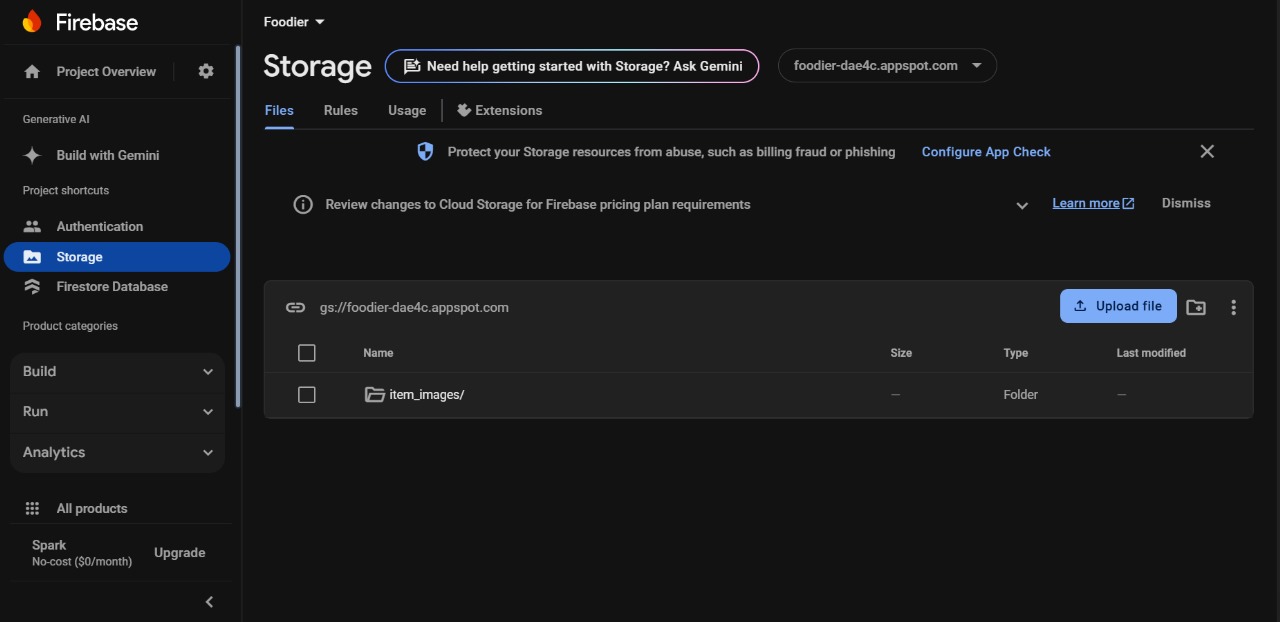 Firebase
Project Overview
Generative AI
Build with Gemini
Project shortcuts
Authentication
Storage
Firestore Database
Product categories
Build
Run
Analytics
All products
Spark
No-cost ($0/month)
Upgrade
Foodier
Storage
Need help getting started with Storage? Ask Gemini
foodier-dae4c.appspot.com
Files Rules Usage Extensions
Protect your Storage resources from abuse, such as billing fraud or phishing Configure App Check
Review changes to Cloud Storage for Firebase pricing plan requirements Learn more Dismiss
gs://foodier-dae4c.appspot.com Upload file
Name Size Type Last modified
item_images/ — Folder —